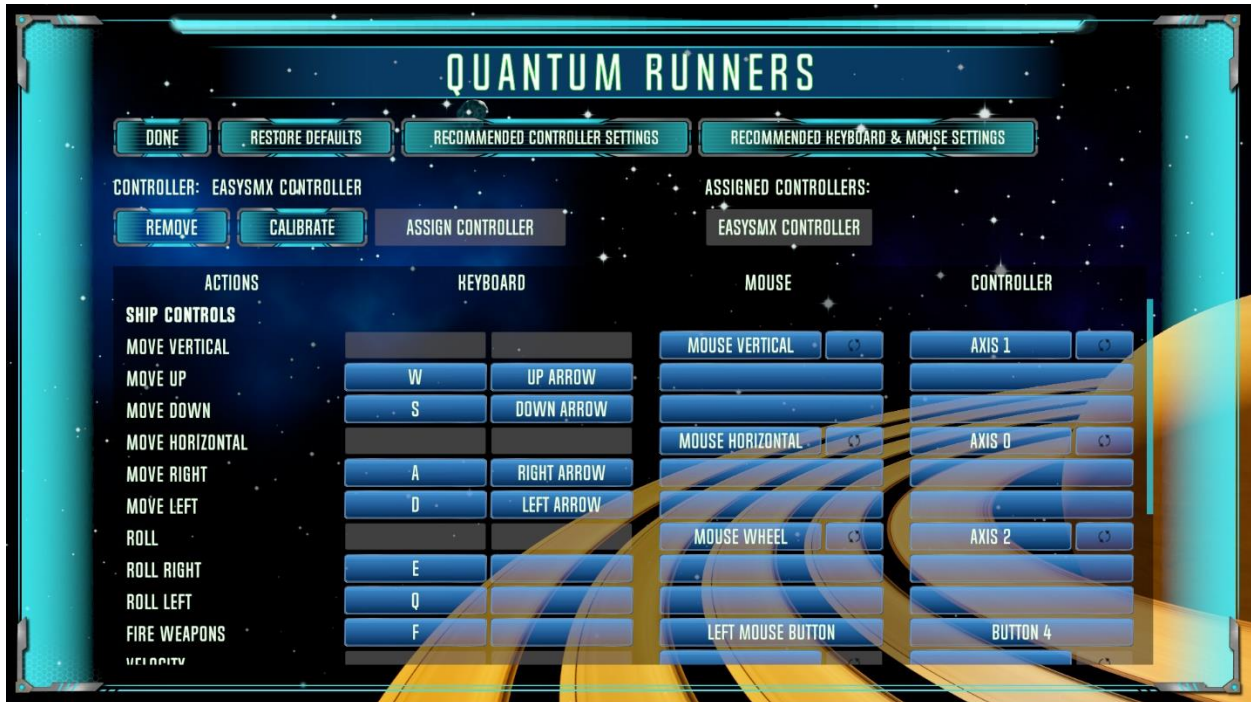 QUANTUM RUNNERS
DONE RESTORE DEFAULTS RECOMMENDED CONTROLLER SETTINGS RECOMMENDED KEYBOARD & MOUSE SETTINGS
CONTROLLER: EASYSMX CONTROLLER ASSIGNED CONTROLLERS:
REMOVE CALIBRATE ASSIGN CONTROLLER EASYSMX CONTROLLER
ACTIONS KEYBOARD MOUSE CONTROLLER
SHIP CONTROLS
MOVE VERTICAL MOUSE VERTICAL AXIS 1
MOVE UP W UP ARROW
MOVE DOWN S DOWN ARROW
MOVE HORIZONTAL MOUSE HORIZONTAL AXIS 0
MOVE RIGHT A RIGHT ARROW
MOVE LEFT D LEFT ARROW
ROLL MOUSE WHEEL AXIS 2
ROLL RIGHT E
ROLL LEFT Q
FIRE WEAPONS F LEFT MOUSE BUTTON BUTTON 4
VELOCITY